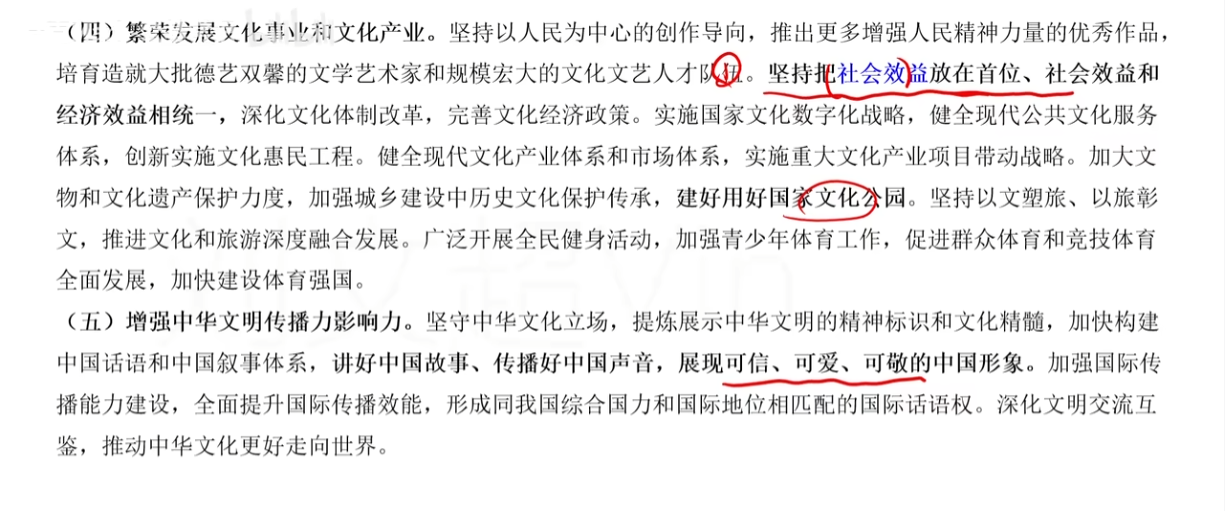 （四）繁荣发展文化事业和文化产业。坚持以人民为中心的创作导向，推出更多增强人民精神力量的优秀作品，
培育造就大批德艺双馨的文学艺术家和规模宏大的文化文艺人才队伍。坚持把社会效益放在首位、社会效益和
经济效益相统一，深化文化体制改革，完善文化经济政策。实施国家文化数字化战略，健全现代公共文化服务
体系，创新实施文化惠民工程。健全现代文化产业体系和市场体系，实施重大文化产业项目带动战略。加大文
物和文化遗产保护力度，加强城乡建设中历史文化保护传承，建好用好国家文化公园。坚持以文塑旅、以旅彰
文，推进文化和旅游深度融合发展。广泛开展全民健身活动，加强青少年体育工作，促进群众体育和竞技体育
全面发展，加快建设体育强国。
（五）增强中华文明传播力影响力。坚守中华文化立场，提炼展示中华文明的精神标识和文化精髓，加快构建
中国话语和中国叙事体系，讲好中国故事、传播好中国声音，展现可信、可爱、可敬的中国形象。加强国际传
播能力建设，全面提升国际传播效能，形成同我国综合国力和国际地位相匹配的国际话语权。深化文明交流互
鉴，推动中华文化更好走向世界。